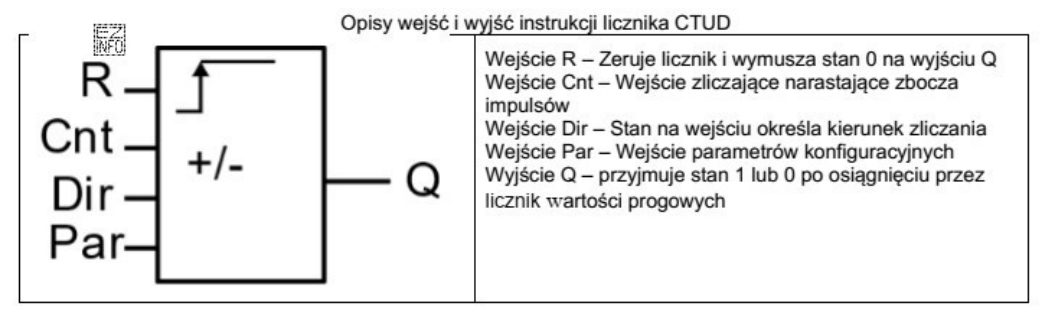 Opisy wejść i wyjść instrukcji licznika CTUD
EZ
INFO
R
Cnt
Dir
Par
+/-
Q
Wejście R – Zeruje licznik i wymusza stan 0 na wyjściu Q
Wejście Cnt – Wejście zliczające narastające zbocza
impulsów
Wejście Dir – Stan na wejściu określa kierunek zliczania
Wejście Par – Wejście parametrów konfiguracyjnych
Wyjście Q – przyjmuje stan 1 lub 0 po osiągnięciu przez
licznik wartości progowych